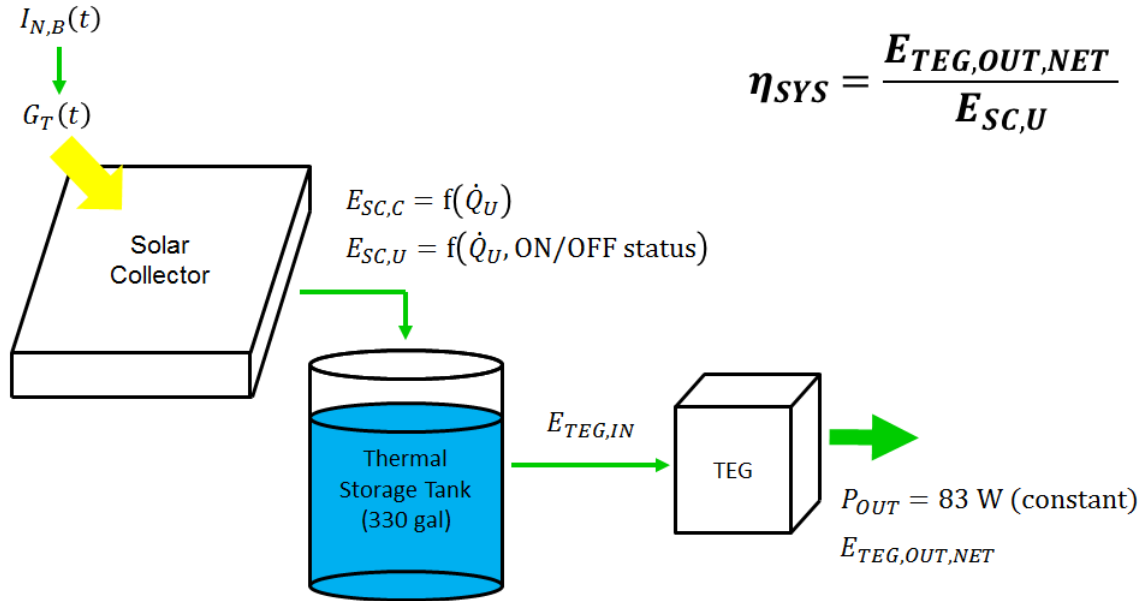 I_{N,B}(t)
G_T(t)
η_{SYS} = \frac{E_{TEG,OUT,NET}}{E_{SC,U}}
E_{SC,C} = f(Q̇_U)
E_{SC,U} = f(Q̇_U, ON/OFF status)
Solar
Collector
Thermal
Storage Tank
(330 gal)
E_{TEG,IN}
TEG
P_{OUT} = 83 W (constant)
E_{TEG,OUT,NET}